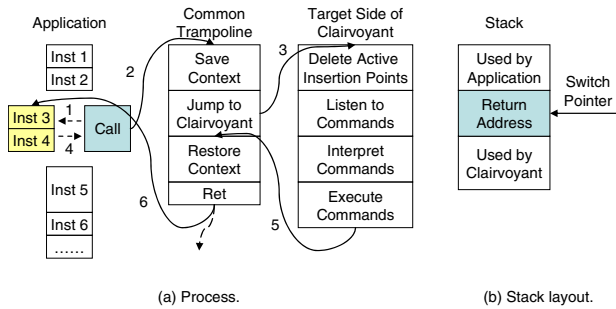 Application
Common
Trampoline
Target Side of
Clairvoyant
Stack
Inst 1
Inst 2
Inst 3
Inst 4
Inst 5
Inst 6
......
Call
1
4
2
3
5
6
Save
Context
Jump to
Clairvoyant
Restore
Context
Ret
Delete Active
Insertion Points
Listen to
Commands
Interpret
Commands
Execute
Commands
Used by
Application
Return
Address
Used by
Clairvoyant
Switch
Pointer
(a) Process.
(b) Stack layout.